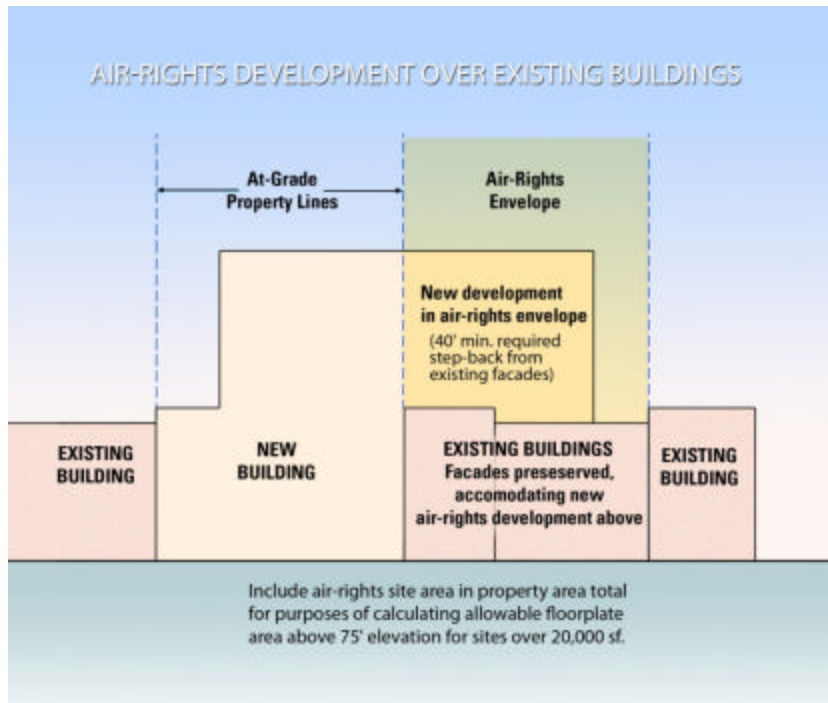 AIR-RIGHTS DEVELOPMENT OVER EXISTING BUILDINGS
At-Grade
Property Lines
Air-Rights
Envelope
New development
in air-rights envelope
(40' min. required
step-back from
existing facades)
EXISTING
BUILDING
NEW
BUILDING
EXISTING BUILDINGS
Facades preseserved,
accomodating new
air-rights development above
EXISTING
BUILDING
Include air-rights site area in property area total
for purposes of calculating allowable floorplate
area above 75' elevation for sites over 20,000 sf.